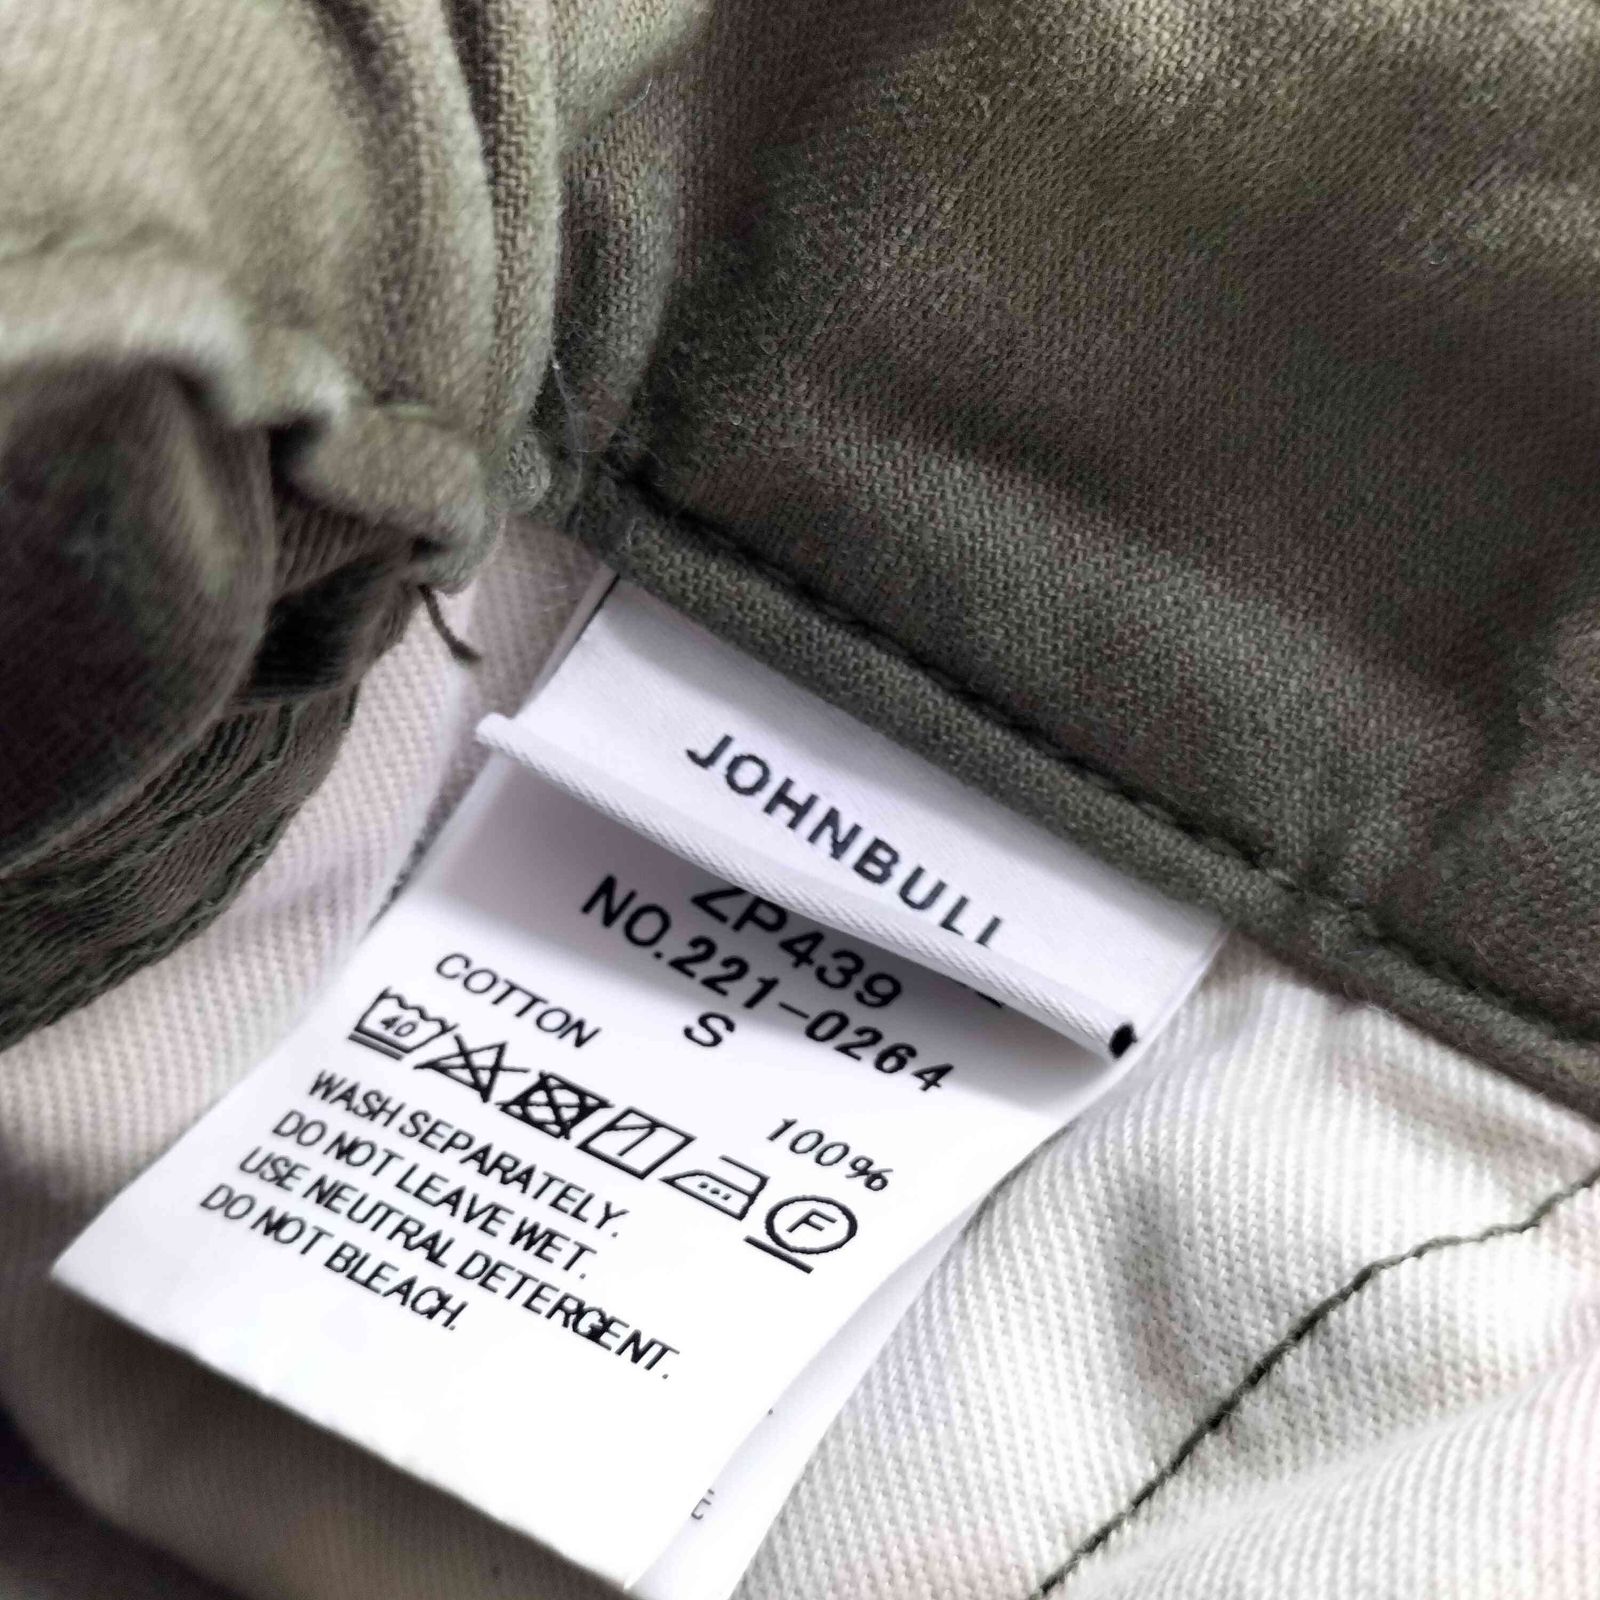 JOHNBULL
ZP439
NO.221-0264
S
COTTON 100%
40
F
WASH SEPARATELY.
DO NOT LEAVE WET.
USE NEUTRAL DETERGENT.
DO NOT BLEACH.
E